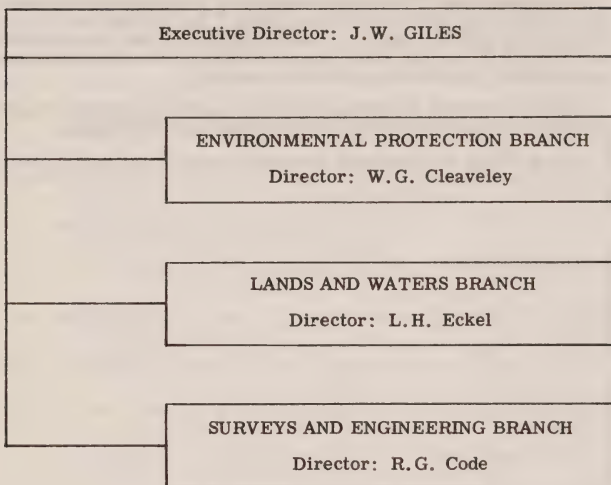 Executive Director: J.W. GILES
ENVIRONMENTAL PROTECTION BRANCH
Director: W.G. Cleaveley
LANDS AND WATERS BRANCH
Director: L.H. Eckel
SURVEYS AND ENGINEERING BRANCH
Director: R.G. Code